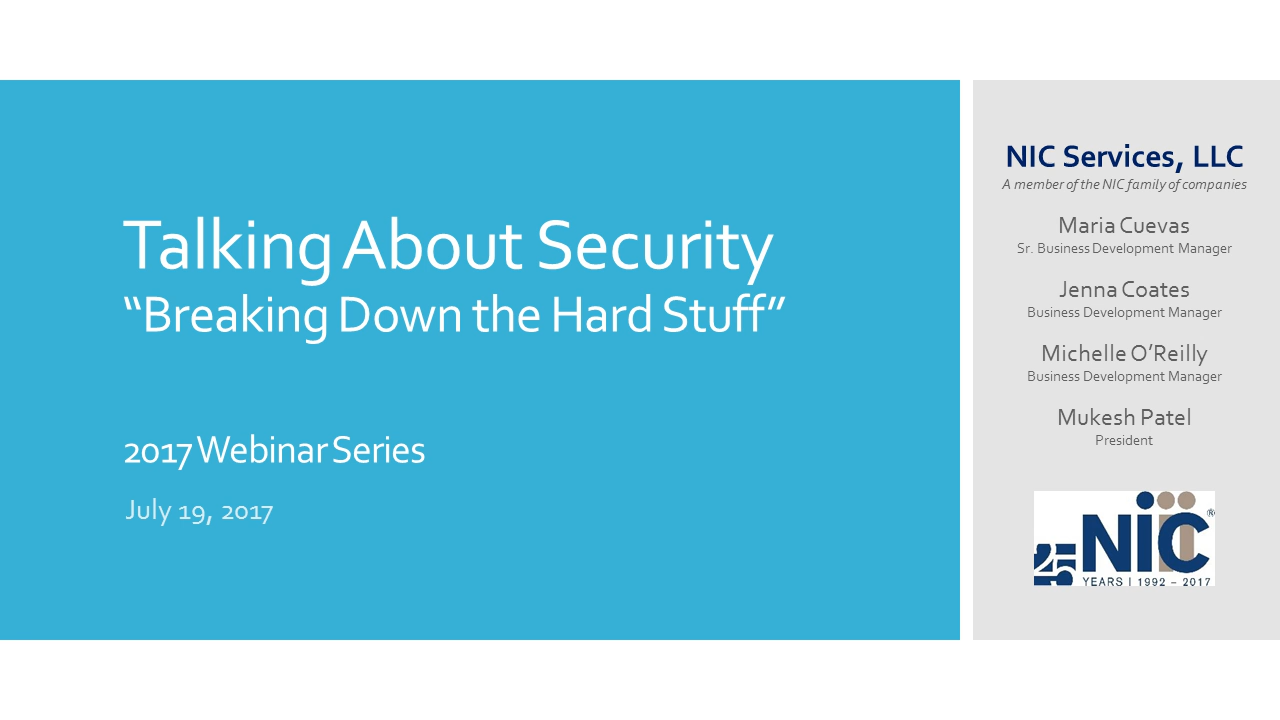 Talking About Security
“Breaking Down the Hard Stuff”
2017 Webinar Series
July 19, 2017
NIC Services, LLC
A member of the NIC family of companies
Maria Cuevas
Sr. Business Development Manager
Jenna Coates
Business Development Manager
Michelle O’Reilly
Business Development Manager
Mukesh Patel
President
25 NIC®
YEARS | 1992 – 2017